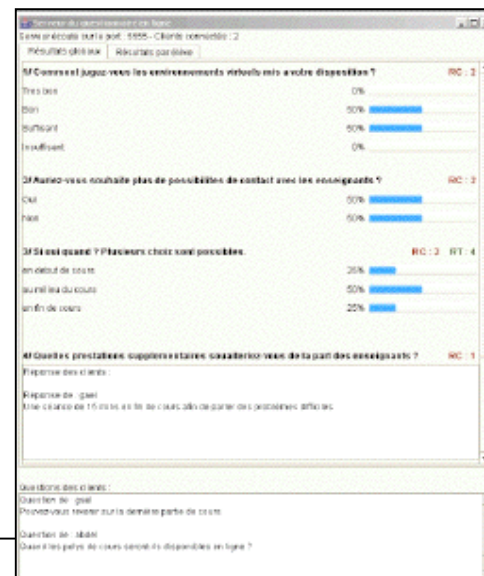 Serveur du questionnaire en ligne
Serveur écoute sur le port : 5555 - Clients connectés : 2
Résultats globaux Résultats par élève
1/ Comment jugez-vous les environnements virtuels mis a votre disposition ? RC : 2
Tres bon 0%
Bon 50%
Suffisant 50%
Insuffisant 0%
2/ Auriez-vous souhaité plus de possibilites de contact avec les enseignants ? RC : 2
Oui 50%
Non 50%
3/ Si oui quand ? Plusieurs choix sont possibles. RC : 2 RT : 4
en début de cours 25%
au milieu du cours 50%
en fin de cours 25%
4/ Quelles prestations supplementaires souaiteriez-vous de la part des enseignants ? RC : 1
Réponse des clients :
Réponse de : gael
Une séance de 15 mins en fin de cours afin de parler des problèmes difficiles
Questions des clients :
Question de : gael
Pouvez-vous revenir sur la dernière partie de cours
Question de : abdel
Quand les polys de cours seront ils disponibles en ligne ?